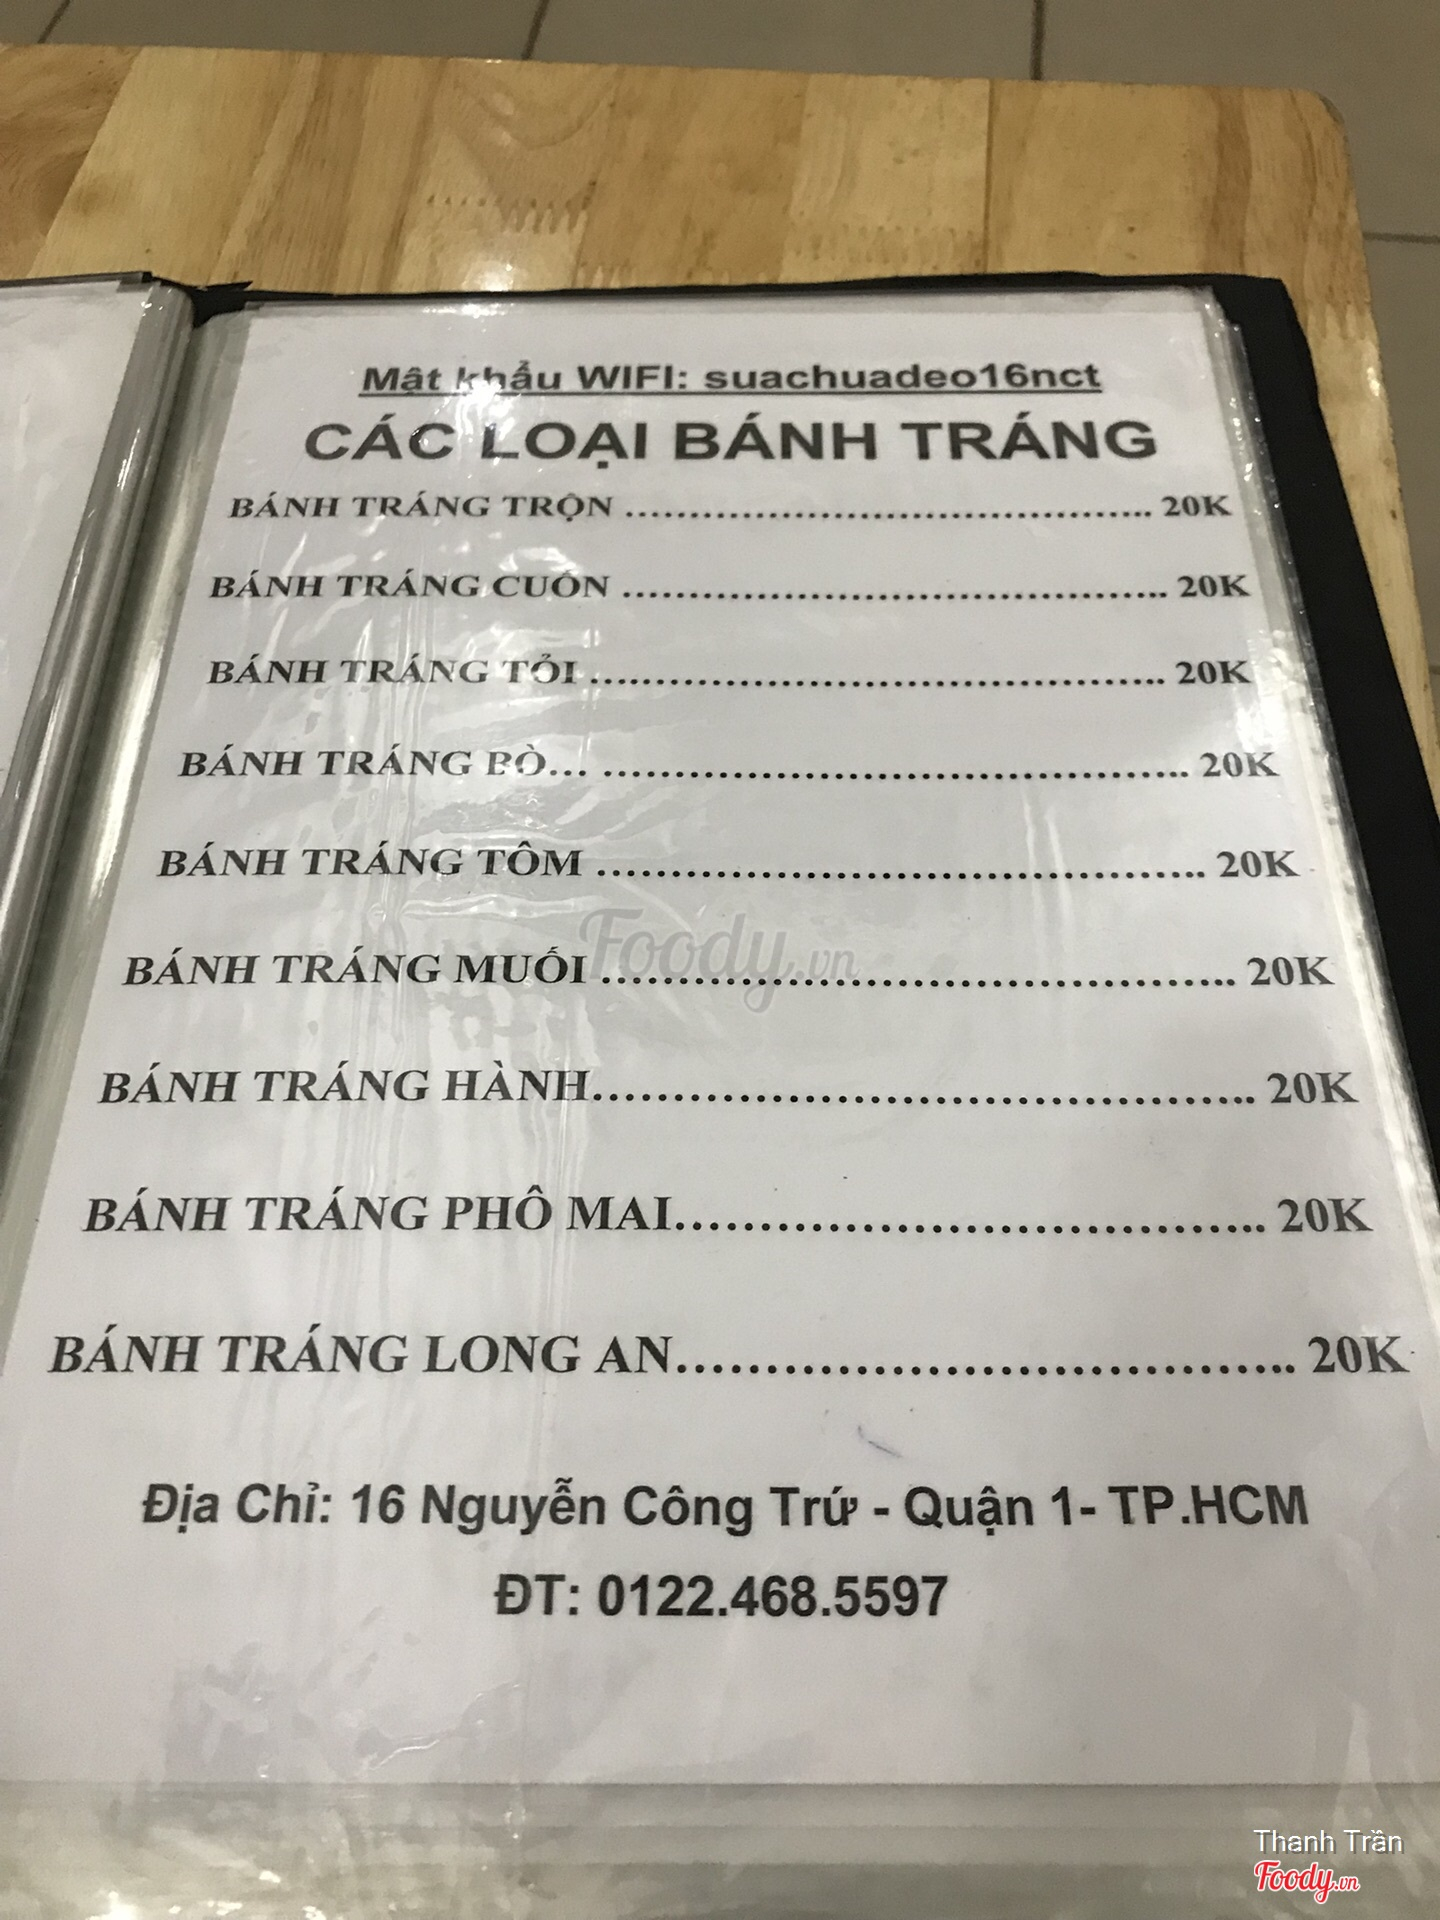 Mật khẩu WIFI: suachuadeo16nct
CÁC LOẠI BÁNH TRÁNG
BÁNH TRÁNG TRỘN ................................................ 20K
BÁNH TRÁNG CUỐN ................................................ 20K
BÁNH TRÁNG TỎI ................................................ 20K
BÁNH TRÁNG BÒ... ................................................ 20K
BÁNH TRÁNG TÔM ................................................ 20K
BÁNH TRÁNG MUỐI ................................................ 20K
BÁNH TRÁNG HÀNH................................................ 20K
BÁNH TRÁNG PHÔ MAI................................................ 20K
BÁNH TRÁNG LONG AN................................................ 20K
Foody.vn
Địa Chỉ: 16 Nguyễn Công Trứ - Quận 1- TP.HCM
ĐT: 0122.468.5597
Thanh Trần
Foody.vn